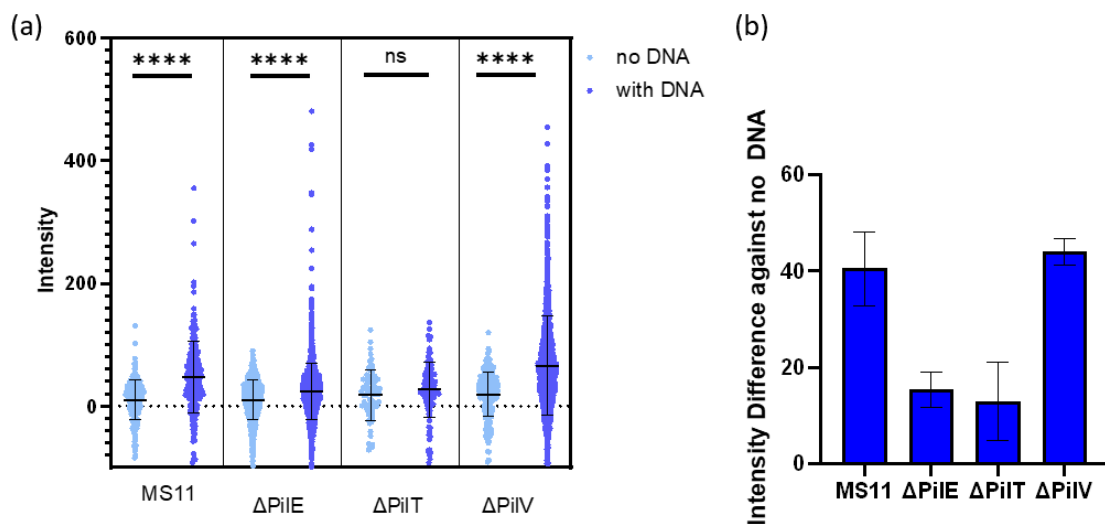 (a)
600
400
200
0
Intensity
****
****
ns
****
no DNA
with DNA
MS11
ΔPilE
ΔPilT
ΔPilV
(b)
Intensity Difference against no DNA
60
40
20
0
MS11
ΔPilE
ΔPilT
ΔPilV